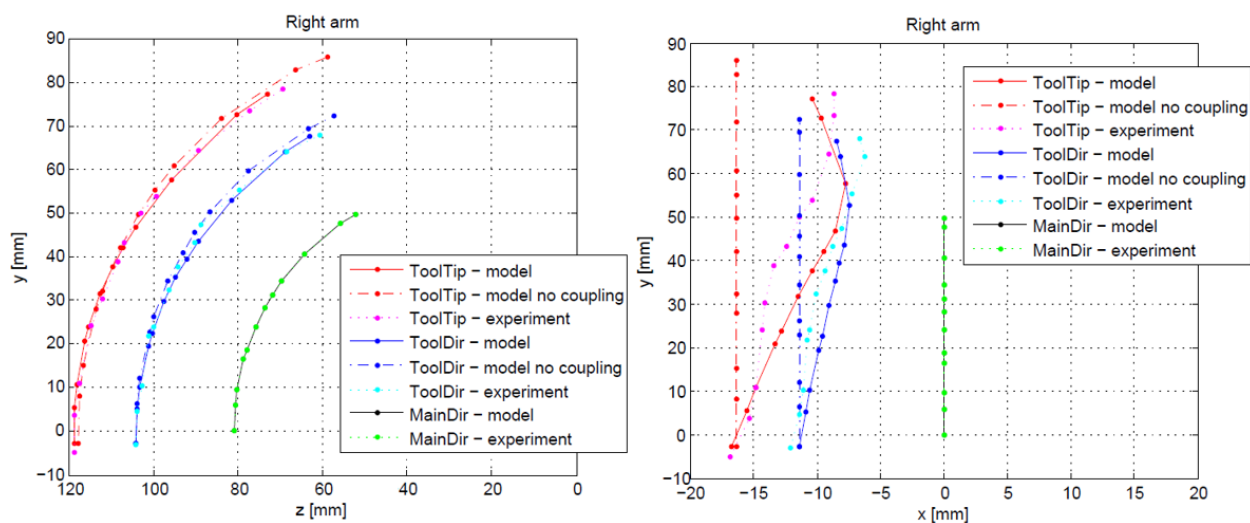 Right arm
90
80
70
60
50
40
30
20
10
0
−10
y [mm]
120
100
80
60
40
20
0
z [mm]
ToolTip − model
ToolTip − model no coupling
ToolTip − experiment
ToolDir − model
ToolDir − model no coupling
ToolDir − experiment
MainDir − model
MainDir − experiment
Right arm
90
80
70
60
50
40
30
20
10
0
−10
y [mm]
−20
−15
−10
−5
0
5
10
15
20
x [mm]
ToolTip − model
ToolTip − model no coupling
ToolTip − experiment
ToolDir − model
ToolDir − model no coupling
ToolDir − experiment
MainDir − model
MainDir − experiment